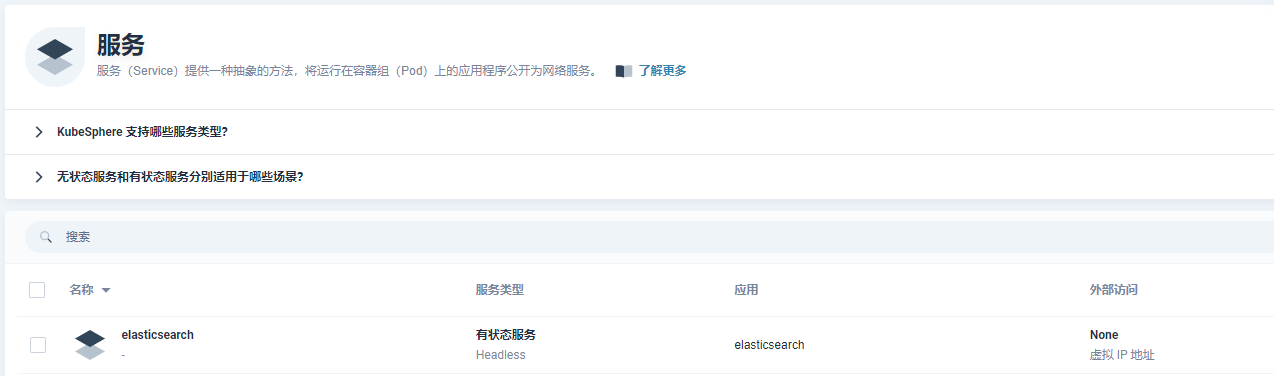 服务
服务（Service）提供一种抽象的方法，将运行在容器组（Pod）上的应用程序公开为网络服务。 了解更多
KubeSphere 支持哪些服务类型?
无状态服务和有状态服务分别适用于哪些场景?
搜索
名称 服务类型 应用 外部访问
elasticsearch 有状态服务 elasticsearch None
- Headless 虚拟 IP 地址